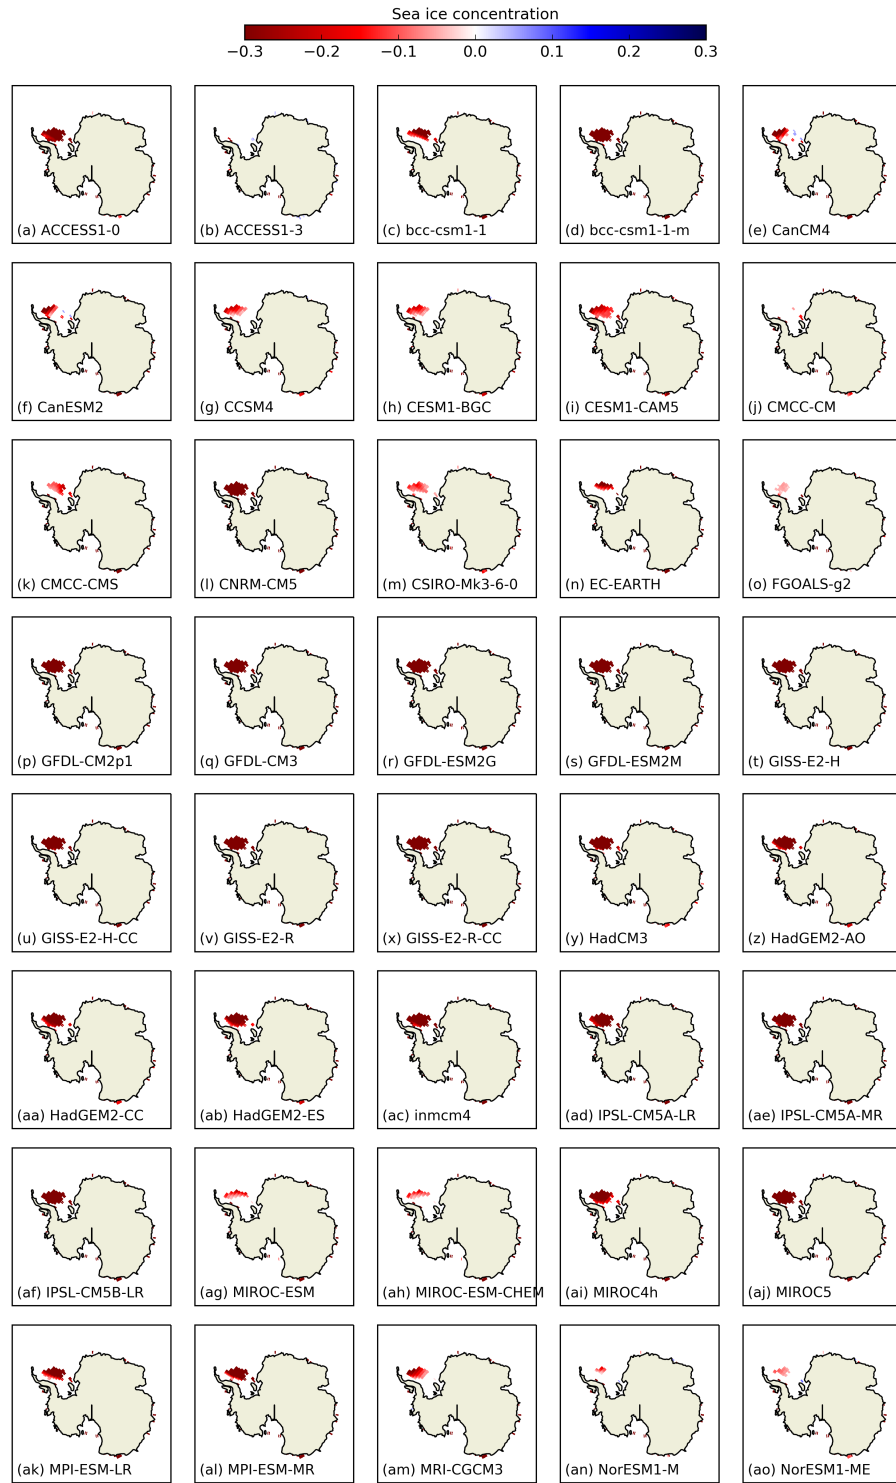 Sea ice concentration
−0.3 −0.2 −0.1 0.0 0.1 0.2 0.3
(a) ACCESS1-0 (b) ACCESS1-3 (c) bcc-csm1-1 (d) bcc-csm1-1-m (e) CanCM4
(f) CanESM2 (g) CCSM4 (h) CESM1-BGC (i) CESM1-CAM5 (j) CMCC-CM
(k) CMCC-CMS (l) CNRM-CM5 (m) CSIRO-Mk3-6-0 (n) EC-EARTH (o) FGOALS-g2
(p) GFDL-CM2p1 (q) GFDL-CM3 (r) GFDL-ESM2G (s) GFDL-ESM2M (t) GISS-E2-H
(u) GISS-E2-H-CC (v) GISS-E2-R (x) GISS-E2-R-CC (y) HadCM3 (z) HadGEM2-AO
(aa) HadGEM2-CC (ab) HadGEM2-ES (ac) inmcm4 (ad) IPSL-CM5A-LR (ae) IPSL-CM5A-MR
(af) IPSL-CM5B-LR (ag) MIROC-ESM (ah) MIROC-ESM-CHEM (ai) MIROC4h (aj) MIROC5
(ak) MPI-ESM-LR (al) MPI-ESM-MR (am) MRI-CGCM3 (an) NorESM1-M (ao) NorESM1-ME